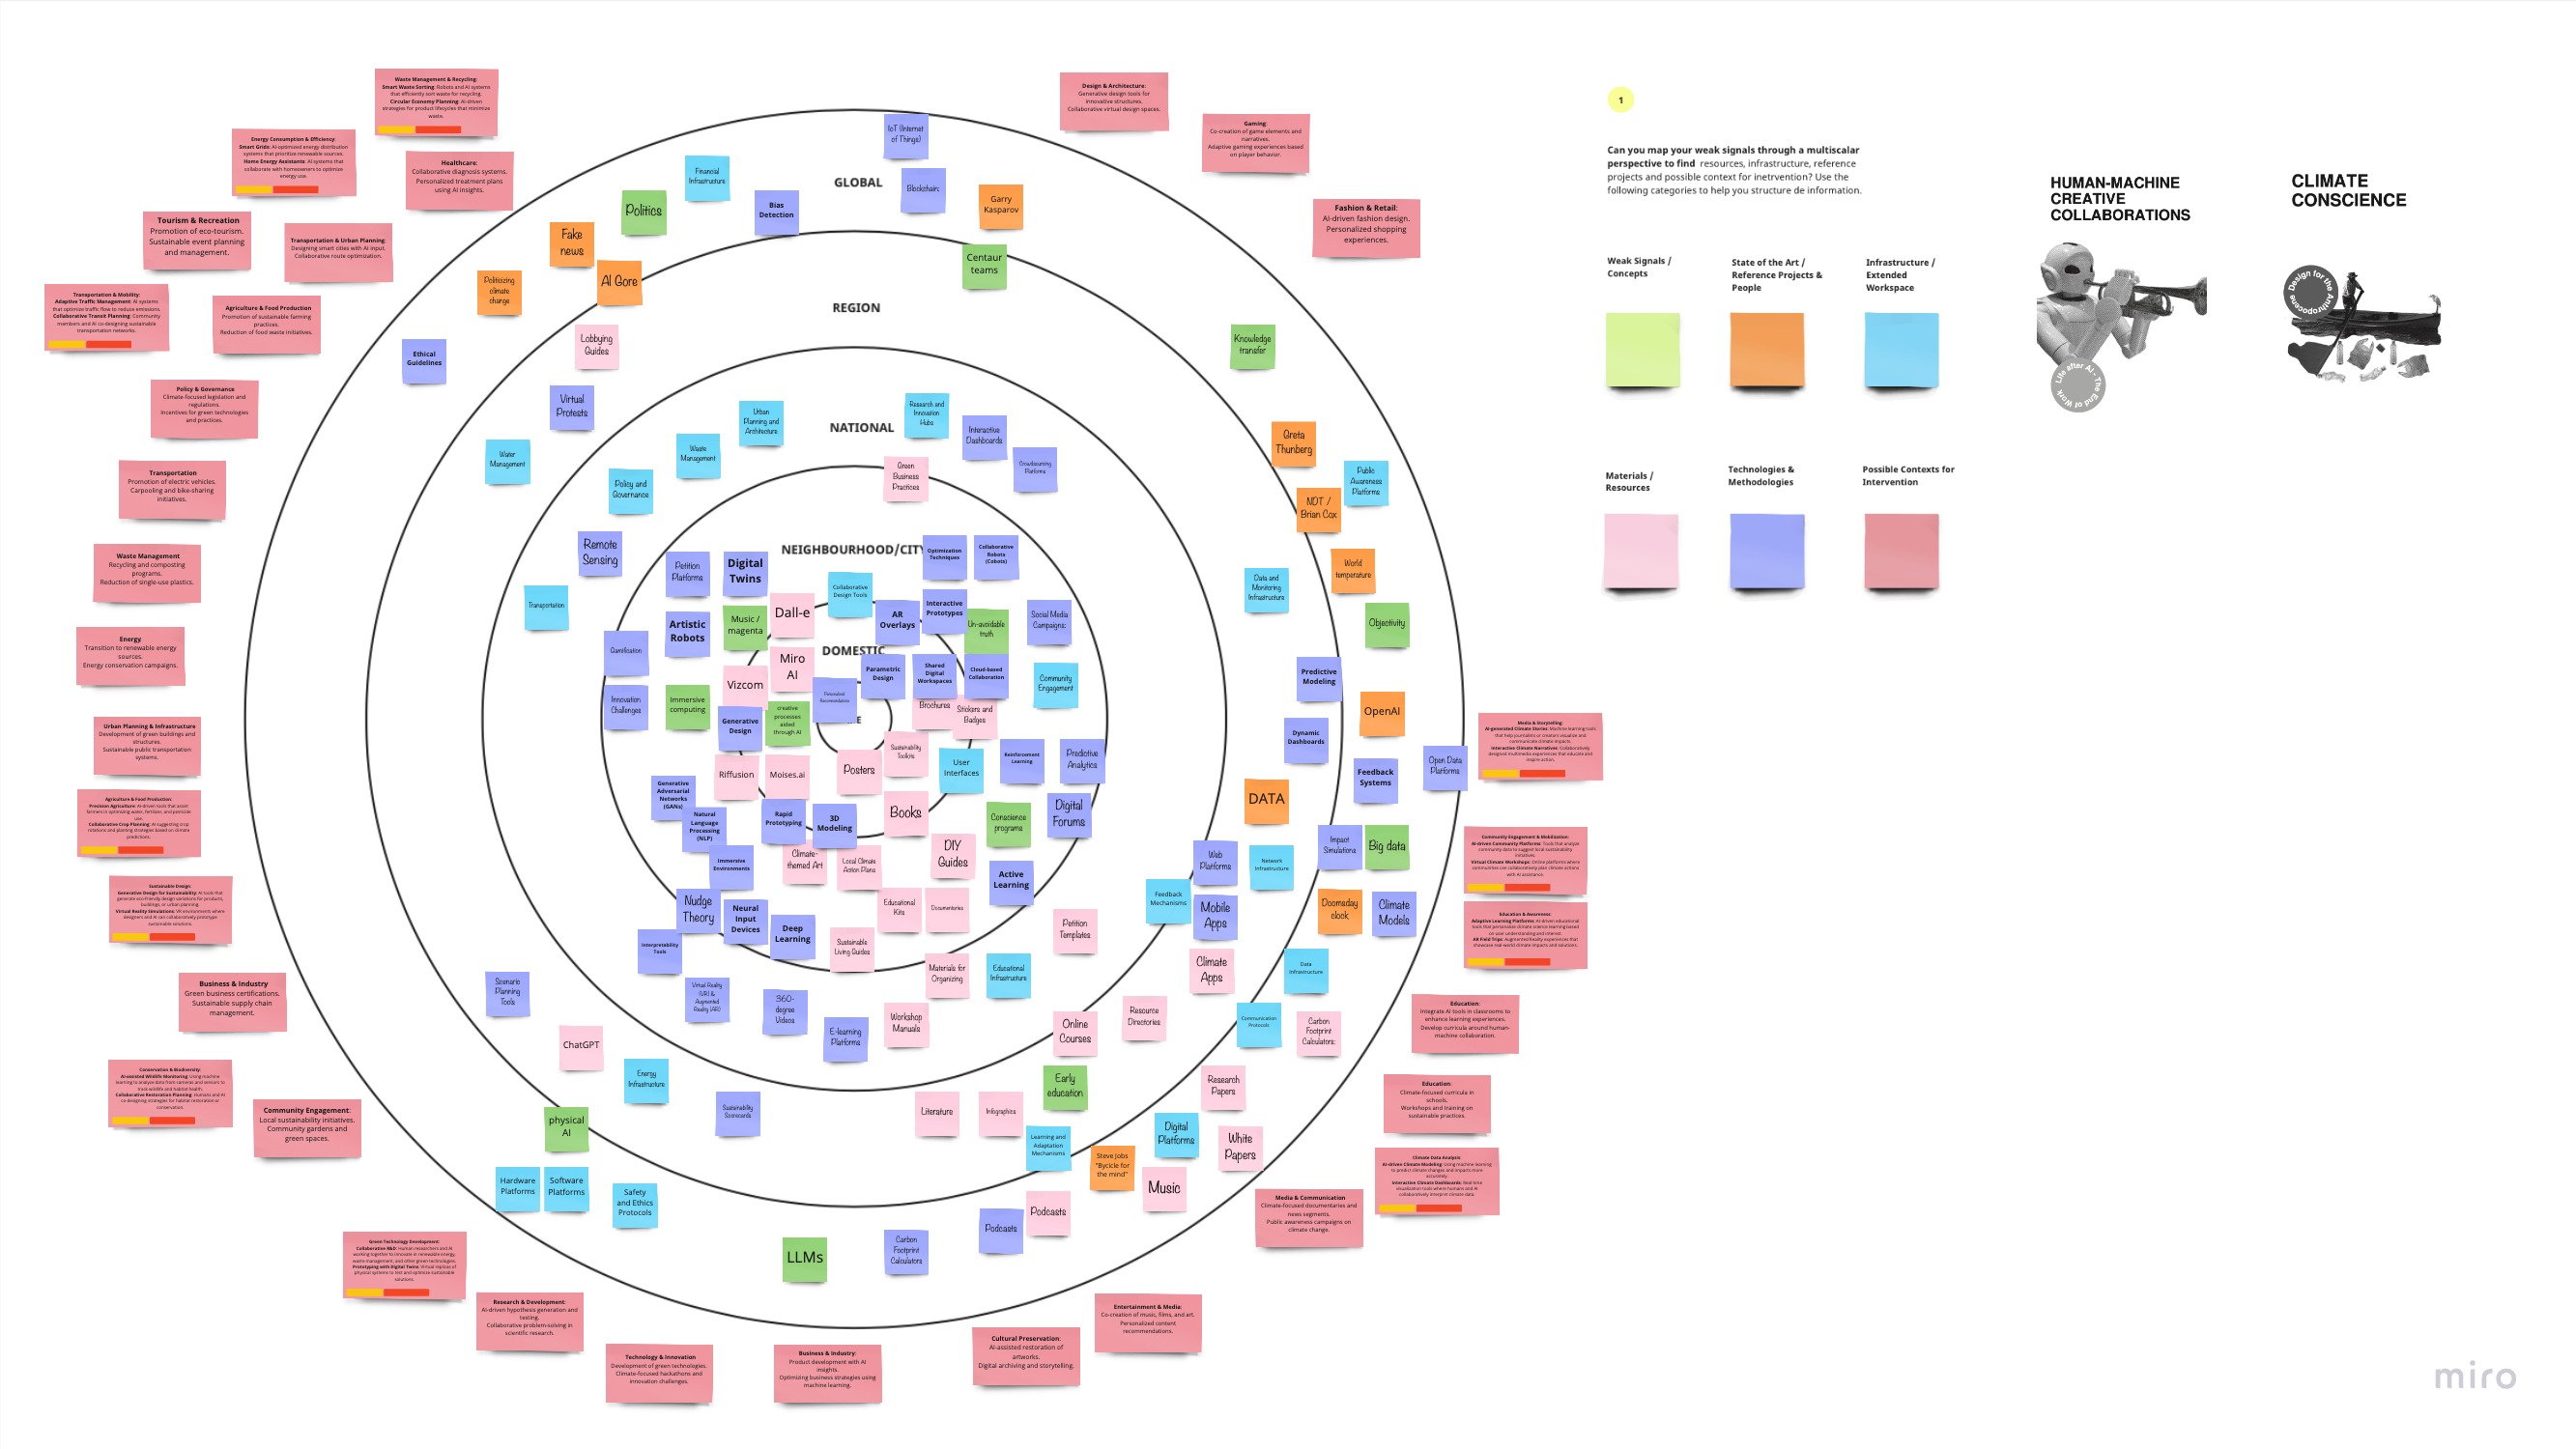 Waste Management & Recycling:
Smart Waste Sorting: Robots and AI systems
that efficiently sort waste for recycling.
Circular Economy Planning: AI-driven
strategies for product lifecycles that minimize
waste.
Energy Consumption & Efficiency:
Smart Grids: AI-optimized energy distribution
systems that prioritize renewable sources.
Home Energy Assistants: AI systems that
collaborate with homeowners to optimize
energy use.
Healthcare:
Collaborative diagnosis systems.
Personalized treatment plans
using AI insights.
Tourism & Recreation
Promotion of eco-tourism.
Sustainable event planning
and management.
Transportation & Urban Planning:
Designing smart cities with AI input.
Collaborative route optimization.
Transportation & Mobility:
Adaptive Traffic Management: AI systems
that optimize traffic flow to reduce emissions.
Collaborative Transit Planning: Community
members and AI co-designing sustainable
transportation networks.
Agriculture & Food Production
Promotion of sustainable farming
practices.
Reduction of food waste initiatives.
Policy & Governance
Climate-focused legislation and
regulations.
Incentives for green technologies
and practices.
Transportation
Promotion of electric vehicles.
Carpooling and bike-sharing
initiatives.
Waste Management
Recycling and composting
programs.
Reduction of single-use plastics.
Energy
Transition to renewable energy
sources.
Energy conservation campaigns.
Urban Planning & Infrastructure
Development of green buildings and
structures.
Sustainable public transportation
systems.
Agriculture & Food Production:
Precision Agriculture: AI-driven tools that assist
farmers in optimizing water, fertilizer, and pesticide
use.
Collaborative Crop Planning: AI suggesting crop
rotations and planting strategies based on climate
predictions.
Sustainable Design:
Generative Design for Sustainability: AI tools that
generate eco-friendly design variations for products,
buildings, or urban planning.
Virtual Reality Simulations: VR environments where
designers and AI can collaboratively prototype
sustainable solutions.
Business & Industry
Green business certifications.
Sustainable supply chain
management.
Conservation & Biodiversity:
AI-assisted Wildlife Monitoring: Using machine
learning to analyze data from cameras and sensors to
track wildlife and habitat health.
Collaborative Restoration Planning: Humans and AI
co-designing strategies for habitat restoration or
conservation.
Community Engagement:
Local sustainability initiatives.
Community gardens and
green spaces.
Green Technology Development:
Collaborative R&D: Human researchers and AI
working together to innovate in renewable energy,
waste management, and other green technologies.
Prototyping with Digital Twins: Virtual replicas of
physical systems to test and optimize sustainable
solutions.
Research & Development:
AI-driven hypothesis generation and
testing.
Collaborative problem-solving in
scientific research.
Technology & Innovation
Development of green technologies.
Climate-focused hackathons and
innovation challenges.
Business & Industry:
Product development with AI
insights.
Optimizing business strategies using
machine learning.
Cultural Preservation:
AI-assisted restoration of
artworks.
Digital archiving and storytelling.
Entertainment & Media:
Co-creation of music, films, and art.
Personalized content
recommendations.
Media & Communication
Climate-focused documentaries and
news segments.
Public awareness campaigns on
climate change.
Climate Data Analysis:
AI-driven Climate Modeling: Using machine learning
to predict climate changes and impacts more
accurately.
Interactive Climate Dashboards: Real-time
visualization tools where humans and AI
collaboratively interpret climate data.
Education:
Climate-focused curricula in
schools.
Workshops and training on
sustainable practices.
Education:
Integrate AI tools in classrooms to
enhance learning experiences.
Develop curricula around human-
machine collaboration.
Education & Awareness:
Adaptive Learning Platforms: AI-driven educational
tools that personalize climate science learning based
on user understanding and interest.
AR Field Trips: Augmented reality experiences that
showcase real-world climate impacts and solutions.
Community Engagement & Mobilization:
AI-driven Community Platforms: Tools that analyze
community data to suggest local sustainability
initiatives.
Virtual Climate Workshops: Online platforms where
communities can collaboratively plan climate actions
with AI assistance.
Media & Storytelling:
AI-generated Climate Stories: Machine learning tools
that help journalists or creators visualize and
communicate climate impacts.
Interactive Climate Narratives: Collaboratively
designed multimedia experiences that educate and
inspire action.
Design & Architecture:
Generative design tools for
innovative structures.
Collaborative virtual design spaces.
Gaming:
Co-creation of game elements and
narratives.
Adaptive gaming experiences based
on player behavior.
Fashion & Retail:
AI-driven fashion design.
Personalized shopping
experiences.
GLOBAL
IoT (Internet
of Things)
Blockchain:
Garry
Kasparov
Financial
Infrastructure
Politics
Bias
Detection
Fake
news
Al Gore
Politicizing
climate
change
Ethical
Guidelines
Centaur
teams
Knowledge
transfer
REGION
Lobbying
Guides
Virtual
Protests
Water
Management
Greta
Thunberg
Public
Awareness
Platforms
NDT /
Brian Cox
World
temperature
Data and
Monitoring
Infrastructure
Objectivity
Predictive
Modeling
OpenAI
Dynamic
Dashboards
Feedback
Systems
Open Data
Platforms
DATA
Impact
Simulations
Big data
Web
Platforms
Network
Infrastructure
Feedback
Mechanisms
Mobile
Apps
Doomsday
clock
Climate
Models
Climate
Apps
Data
Infrastructure
Communication
Protocols
Carbon
Footprint
Calculators:
Research
Papers
Digital
Platforms
White
Papers
Steve Jobs
"Bycicle for
the mind"
Music
Podcasts
Podcasts
Carbon
Footprint
Calculators
LLMs
Hardware
Platforms
Software
Platforms
Safety
and Ethics
Protocols
physical
AI
NATIONAL
Urban
Planning and
Architecture
Waste
Management
Policy and
Governance
Remote
Sensing
Transportation
Research and
Innovation
Hubs
Interactive
Dashboards
Crowdsourcing
Platforms
Green
Business
Practices
Scenario
Planning
Tools
ChatGPT
Energy
Infrastructure
Sustainability
Scorecards
Literature
Infographics
Early
education
Learning and
Adaptation
Mechanisms
Online
Courses
Resource
Directories
Petition
Templates
Virtual Reality
(VR) &
Augmented
Reality (AR)
360-
degree
Videos
E-learning
Platforms
Workshop
Manuals
Materials for
Organizing
Educational
Infrastructure
NEIGHBOURHOOD/CITY
Optimization
Techniques
Collaborative
Robots
(Cobots)
Petition
Platforms
Digital
Twins
Collaborative
Design Tools
Dall-e
Music /
magenta
Artistic
Robots
AR
Overlays
Interactive
Prototypes
Un-avoidable
truth
Social Media
Campaigns:
Gamification
Innovation
Challenges
Immersive
computing
Vizcom
Miro
AI
DOMESTIC
Parametric
Design
Shared
Digital
Workspaces
Cloud-based
Collaboration
Community
Engagement
Generative
Design
creative
processes
aided
through AI
Personalized
Recommendations
E
Brochures
Stickers and
Badges
Riffusion
Moises.ai
Posters
Sustainability
Toolkits
User
Interfaces
Reinforcement
Learning
Predictive
Analytics
Generative
Adversarial
Networks
(GANs)
Natural
Language
Processing
(NLP)
Rapid
Prototyping
3D
Modeling
Books
Conscience
programs
Digital
Forums
Immersive
Environments
Climate-
themed Art
Local Climate
Action Plans
DIY
Guides
Active
Learning
Nudge
Theory
Neural
Input
Devices
Deep
Learning
Educational
Kits
Documentaries
Interpretability
Tools
Sustainable
Living Guides
1
Can you map your weak signals through a multiscalar
perspective to find resources, infrastructure, reference
projects and possible context for inetrvention? Use the
following categories to help you structure de information.
Weak Signals /
Concepts
State of the Art /
Reference Projects &
People
Infrastructure /
Extended
Workspace
Materials /
Resources
Technologies &
Methodologies
Possible Contexts for
Intervention
HUMAN-MACHINE
CREATIVE
COLLABORATIONS
Life after AI - The End of Work
CLIMATE
CONSCIENCE
Design for the Anthropocene
miro